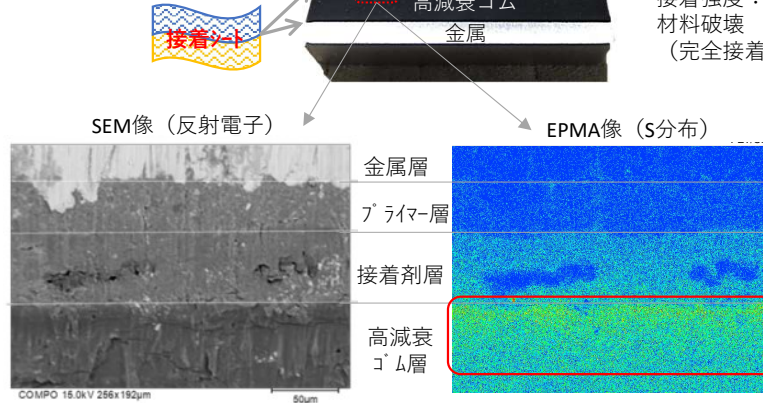 高減衰ゴム
金属
接着シート
接着強度：
材料破壊
（完全接着
SEM像（反射電子）
EPMA像（S分布）
金属層
プライマー層
接着剤層
高減衰
ゴム層
COMPO 15.0kV 256x192μm
50um